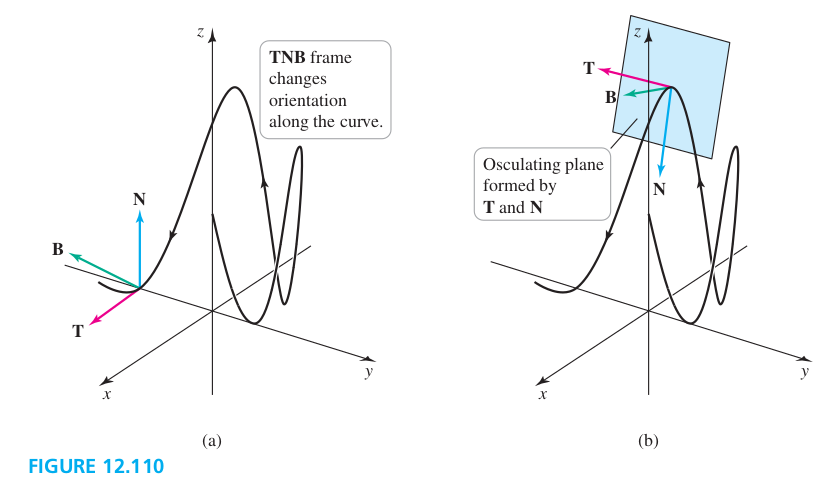 z
TNB frame
changes
orientation
along the curve.
N
B
T
x
y
(a)
z
T
B
Osculating plane
formed by
T and N
N
x
y
(b)
FIGURE 12.110